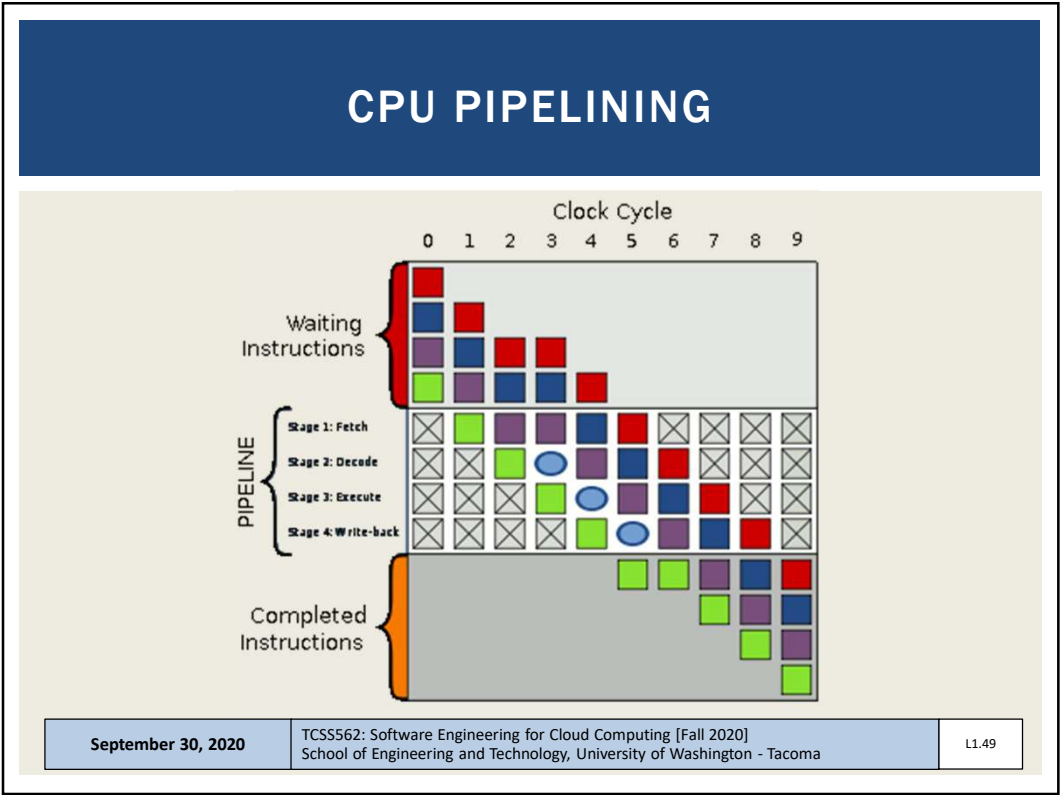 CPU PIPELINING
Clock Cycle
0 1 2 3 4 5 6 7 8 9
Waiting
Instructions
PIPELINE
Stage 1: Fetch
Stage 2: Decode
Stage 3: Execute
Stage 4: Write-back
Completed
Instructions
September 30, 2020
TCSS562: Software Engineering for Cloud Computing [Fall 2020]
School of Engineering and Technology, University of Washington - Tacoma
L1.49